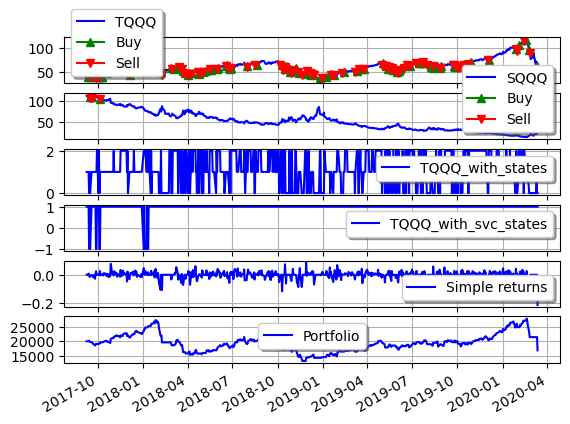 TQQQ
Buy
Sell
100
50
SQQQ
Buy
Sell
100
50
2
0
TQQQ_with_states
1
0
−1
TQQQ_with_svc_states
0.0
−0.2
Simple returns
25000
20000
15000
Portfolio
2017-10
2018-01
2018-04
2018-07
2018-10
2019-01
2019-04
2019-07
2019-10
2020-01
2020-04